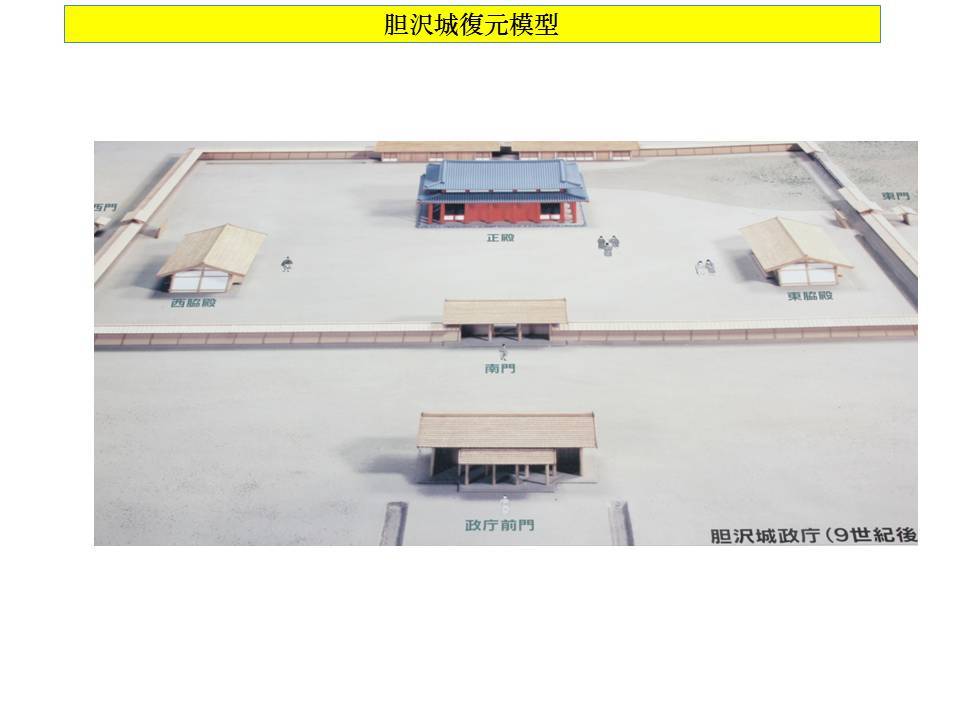 胆沢城復元模型
西門
東門
正殿
西脇殿
東脇殿
南門
政庁前門
胆沢城政庁（9世紀後